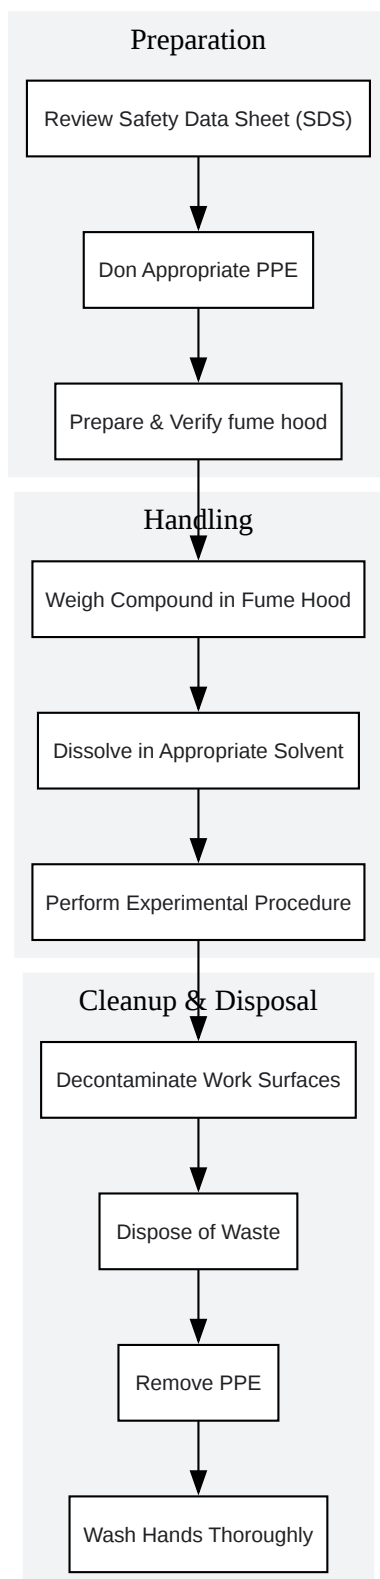 Preparation
Review Safety Data Sheet (SDS)
Don Appropriate PPE
Prepare & Verify fume hood
Handling
Weigh Compound in Fume Hood
Dissolve in Appropriate Solvent
Perform Experimental Procedure
Cleanup & Disposal
Decontaminate Work Surfaces
Dispose of Waste
Remove PPE
Wash Hands Thoroughly